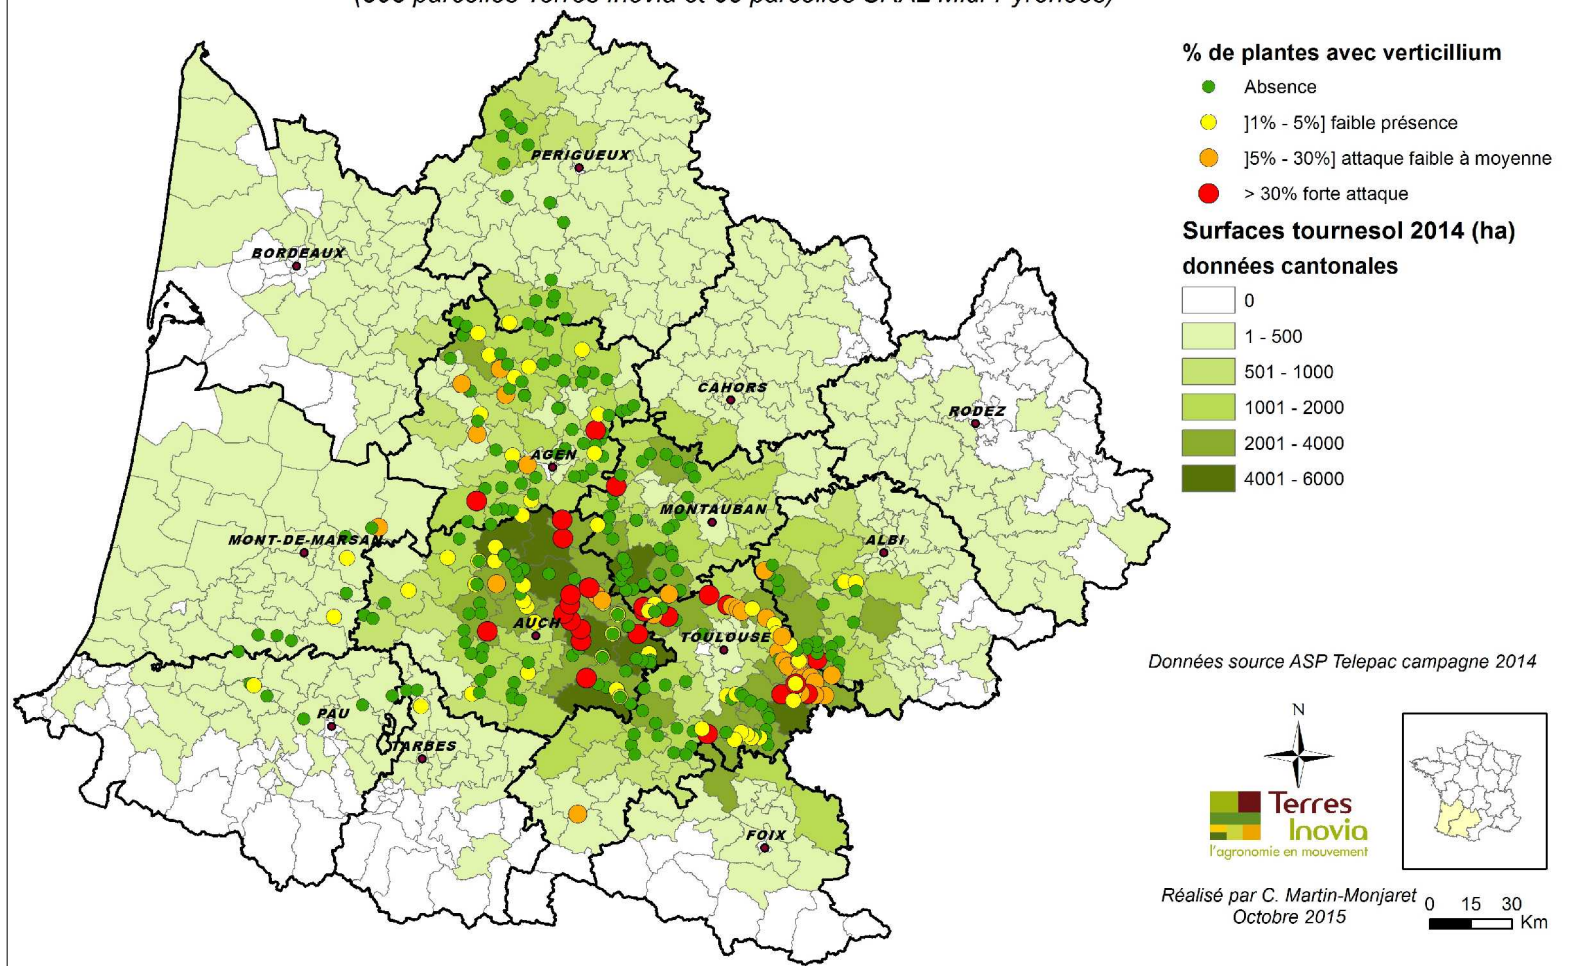 % de plantes avec verticillium
Absence
]1% - 5%] faible présence
]5% - 30%] attaque faible à moyenne
> 30% forte attaque
Surfaces tournesol 2014 (ha)
données cantonales
0
1 - 500
501 - 1000
1001 - 2000
2001 - 4000
4001 - 6000
PERIGUEUX
BORDEAUX
CAHORS
RODEZ
AGEN
MONTAUBAN
MONT-DE-MARSAN
ALBI
AUCH
TOULOUSE
PAU
TARBES
FOIX
Données source ASP Telepac campagne 2014
N
Terres
Inovia
l'agronomie en mouvement
Réalisé par C. Martin-Monjaret
Octobre 2015
0 15 30
Km